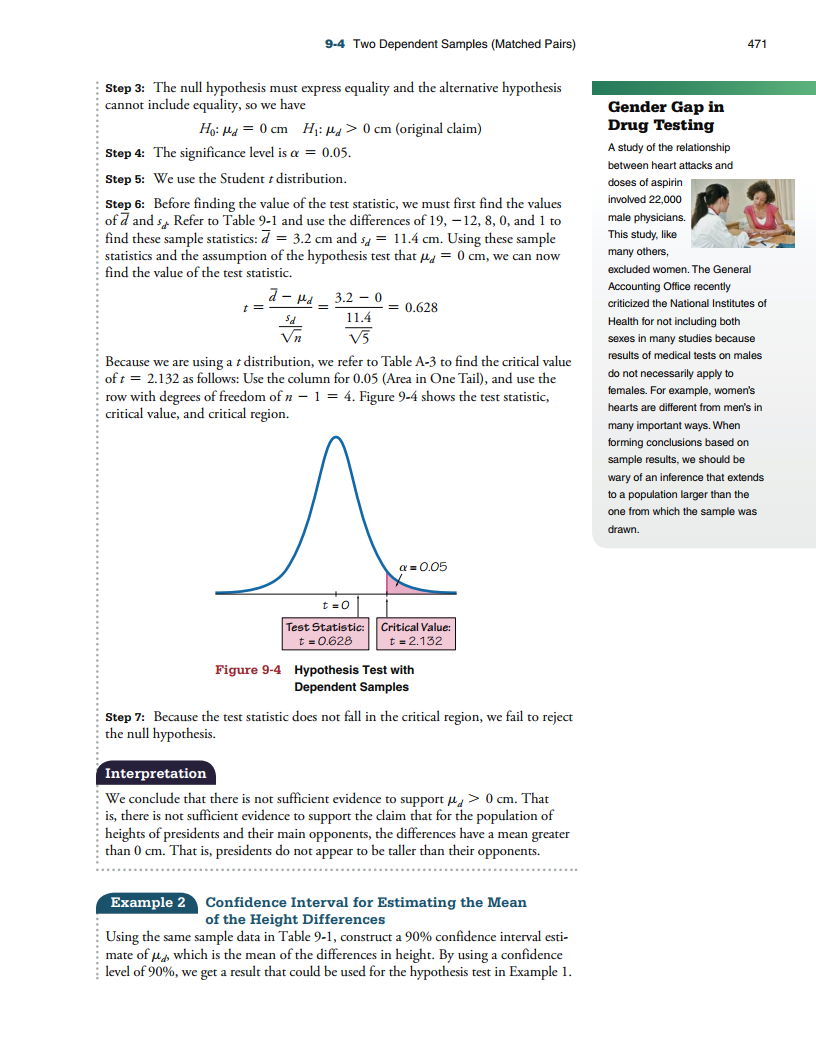 9-4 Two Dependent Samples (Matched Pairs) 471
Step 3: The null hypothesis must express equality and the alternative hypothesis
cannot include equality, so we have
H₀: μ_d = 0 cm H₁: μ_d > 0 cm (original claim)
Step 4: The significance level is α = 0.05.
Step 5: We use the Student t distribution.
Step 6: Before finding the value of the test statistic, we must first find the values
of d̄ and s_d. Refer to Table 9-1 and use the differences of 19, −12, 8, 0, and 1 to
find these sample statistics: d̄ = 3.2 cm and s_d = 11.4 cm. Using these sample
statistics and the assumption of the hypothesis test that μ_d = 0 cm, we can now
find the value of the test statistic.
t = (d̄ − μ_d) / (s_d / √n) = (3.2 − 0) / (11.4 / √5) = 0.628
Because we are using a t distribution, we refer to Table A-3 to find the critical value
of t = 2.132 as follows: Use the column for 0.05 (Area in One Tail), and use the
row with degrees of freedom of n − 1 = 4. Figure 9-4 shows the test statistic,
critical value, and critical region.
α = 0.05
t = 0
Test Statistic:
t = 0.628
Critical Value:
t = 2.132
Figure 9-4 Hypothesis Test with
Dependent Samples
Step 7: Because the test statistic does not fall in the critical region, we fail to reject
the null hypothesis.
Interpretation
We conclude that there is not sufficient evidence to support μ_d > 0 cm. That
is, there is not sufficient evidence to support the claim that for the population of
heights of presidents and their main opponents, the differences have a mean greater
than 0 cm. That is, presidents do not appear to be taller than their opponents.
Example 2 Confidence Interval for Estimating the Mean
of the Height Differences
Using the same sample data in Table 9-1, construct a 90% confidence interval esti-
mate of μ_d, which is the mean of the differences in height. By using a confidence
level of 90%, we get a result that could be used for the hypothesis test in Example 1.
Gender Gap in
Drug Testing
A study of the relationship
between heart attacks and
doses of aspirin
involved 22,000
male physicians.
This study, like
many others,
excluded women. The General
Accounting Office recently
criticized the National Institutes of
Health for not including both
sexes in many studies because
results of medical tests on males
do not necessarily apply to
females. For example, women's
hearts are different from men's in
many important ways. When
forming conclusions based on
sample results, we should be
wary of an inference that extends
to a population larger than the
one from which the sample was
drawn.